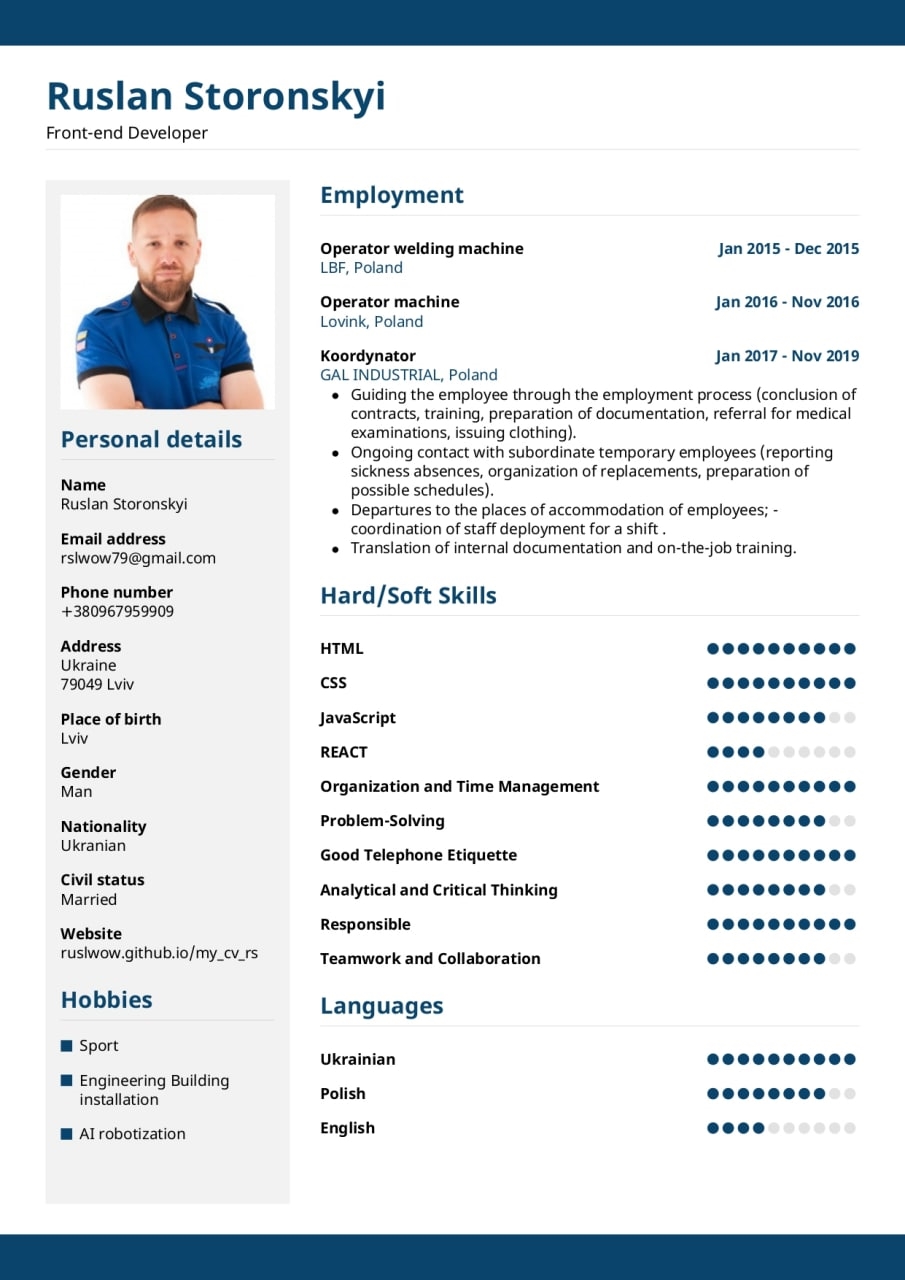 Ruslan Storonskyi
Front-end Developer
Personal details
Name
Ruslan Storonskyi
Email address
rslwow79@gmail.com
Phone number
+380967959909
Address
Ukraine
79049 Lviv
Place of birth
Lviv
Gender
Man
Nationality
Ukranian
Civil status
Married
Website
ruslwow.github.io/my_cv_rs
Hobbies
Sport
Engineering Building
installation
AI robotization
Employment
Operator welding machine Jan 2015 - Dec 2015
LBF, Poland
Operator machine Jan 2016 - Nov 2016
Lovink, Poland
Koordynator Jan 2017 - Nov 2019
GAL INDUSTRIAL, Poland
• Guiding the employee through the employment process (conclusion of
contracts, training, preparation of documentation, referral for medical
examinations, issuing clothing).
• Ongoing contact with subordinate temporary employees (reporting
sickness absences, organization of replacements, preparation of
possible schedules).
• Departures to the places of accommodation of employees; -
coordination of staff deployment for a shift .
• Translation of internal documentation and on-the-job training.
Hard/Soft Skills
HTML
CSS
JavaScript
REACT
Organization and Time Management
Problem-Solving
Good Telephone Etiquette
Analytical and Critical Thinking
Responsible
Teamwork and Collaboration
Languages
Ukrainian
Polish
English